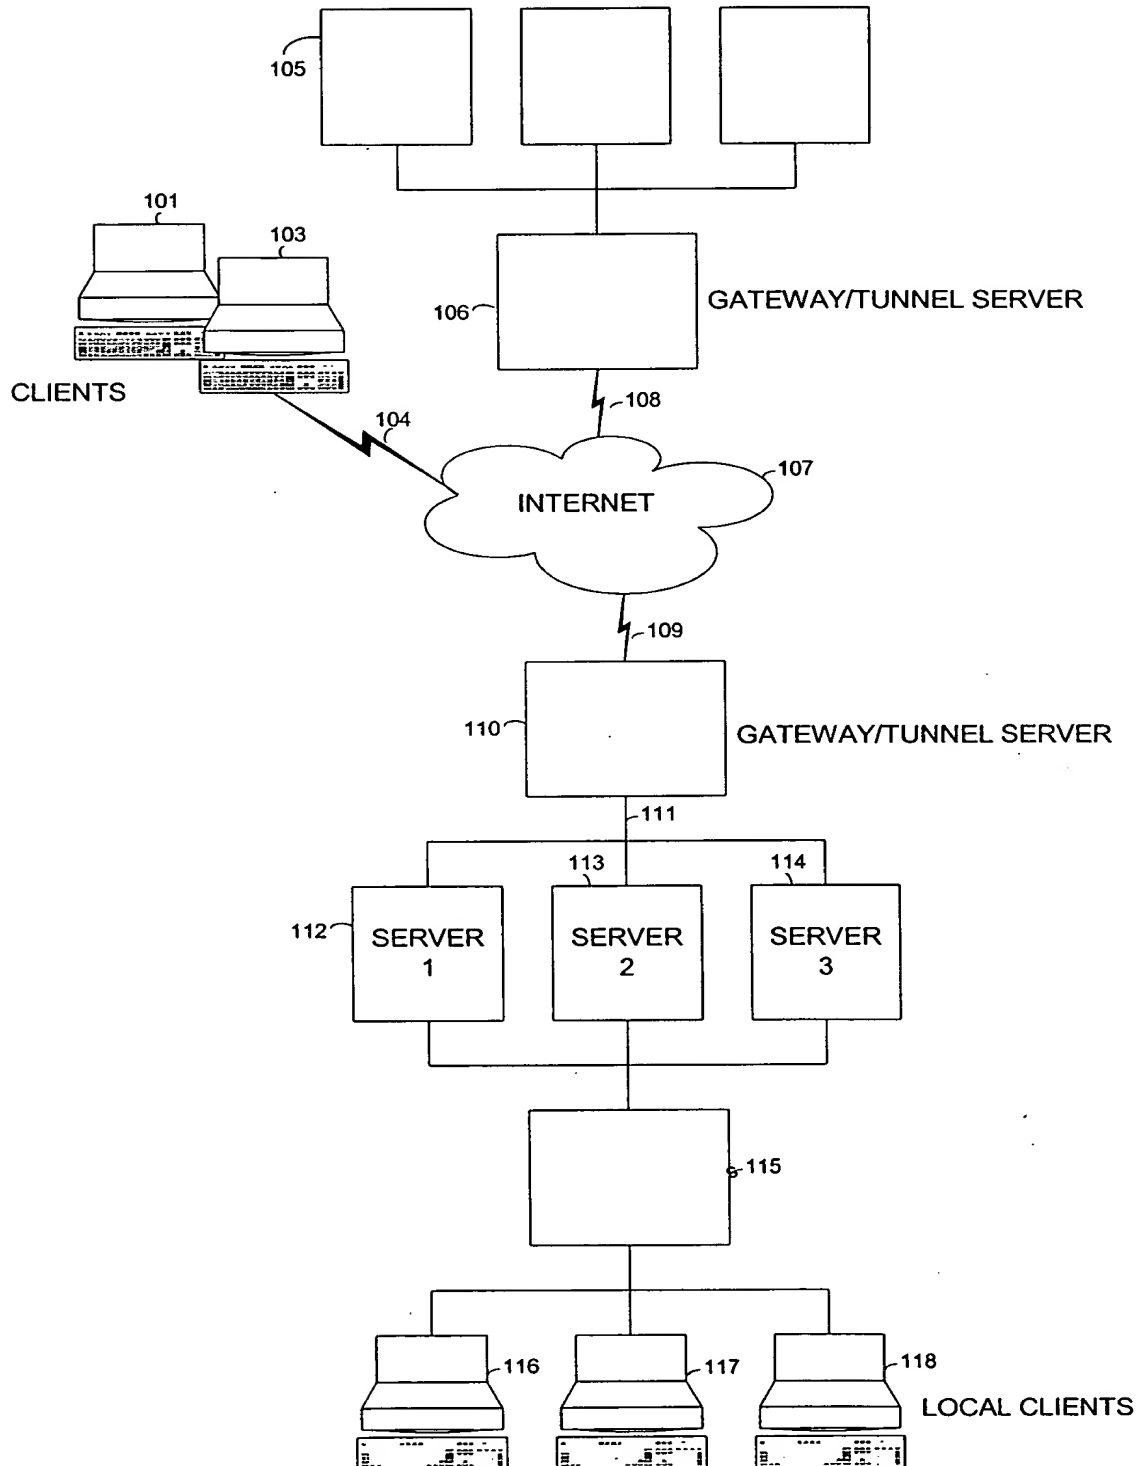 105
101
103
106
GATEWAY/TUNNEL SERVER
CLIENTS
104
108
107
INTERNET
109
110
GATEWAY/TUNNEL SERVER
111
113
114
112
SERVER
1
SERVER
2
SERVER
3
115
116
117
118
LOCAL CLIENTS